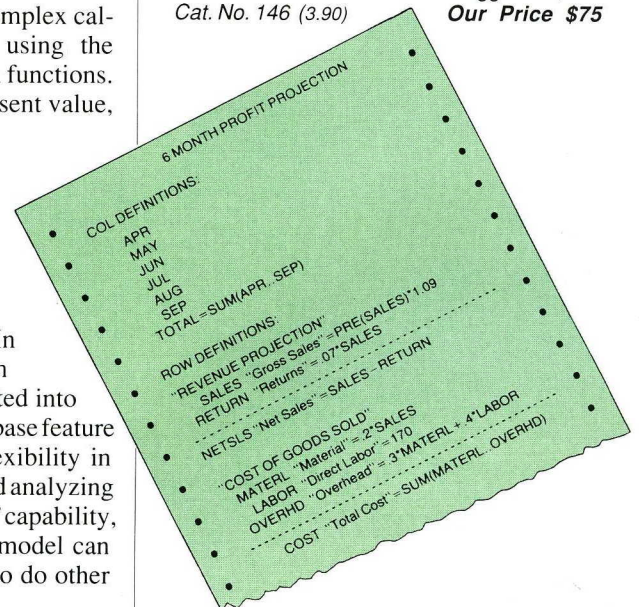 mplex cal-
using the
functions.
sent value,
Cat. No. 146 (3.90)
Our Price $75
6 MONTH PROFIT PROJECTION
COL DEFINITIONS:
APR
MAY
JUN
JUL
AUG
SEP
TOTAL=SUM(APR..SEP)
ROW DEFINITIONS:
"REVENUE PROJECTION"
SALES "Gross Sales"=PRE(SALES)*1.09
RETURN "Returns"=.07*SALES
NETSLS "Net Sales"=SALES-RETURN
"COST OF GOODS SOLD"
MATERL "Material"=.2*SALES
LABOR "Direct Labor"=170
OVERHD "Overhead"=.3*MATERL + .4*LABOR
COST "Total Cost"=SUM(MATERL..OVERHD)
In
n
ted into
base feature
exibility in
d analyzing
capability,
model can
o do other